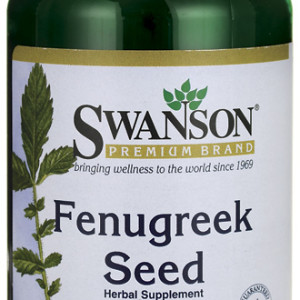 SWANSON®
PREMIUM BRAND
bringing wellness to the world since 1969
Fenugreek
Seed
Herbal Supplement